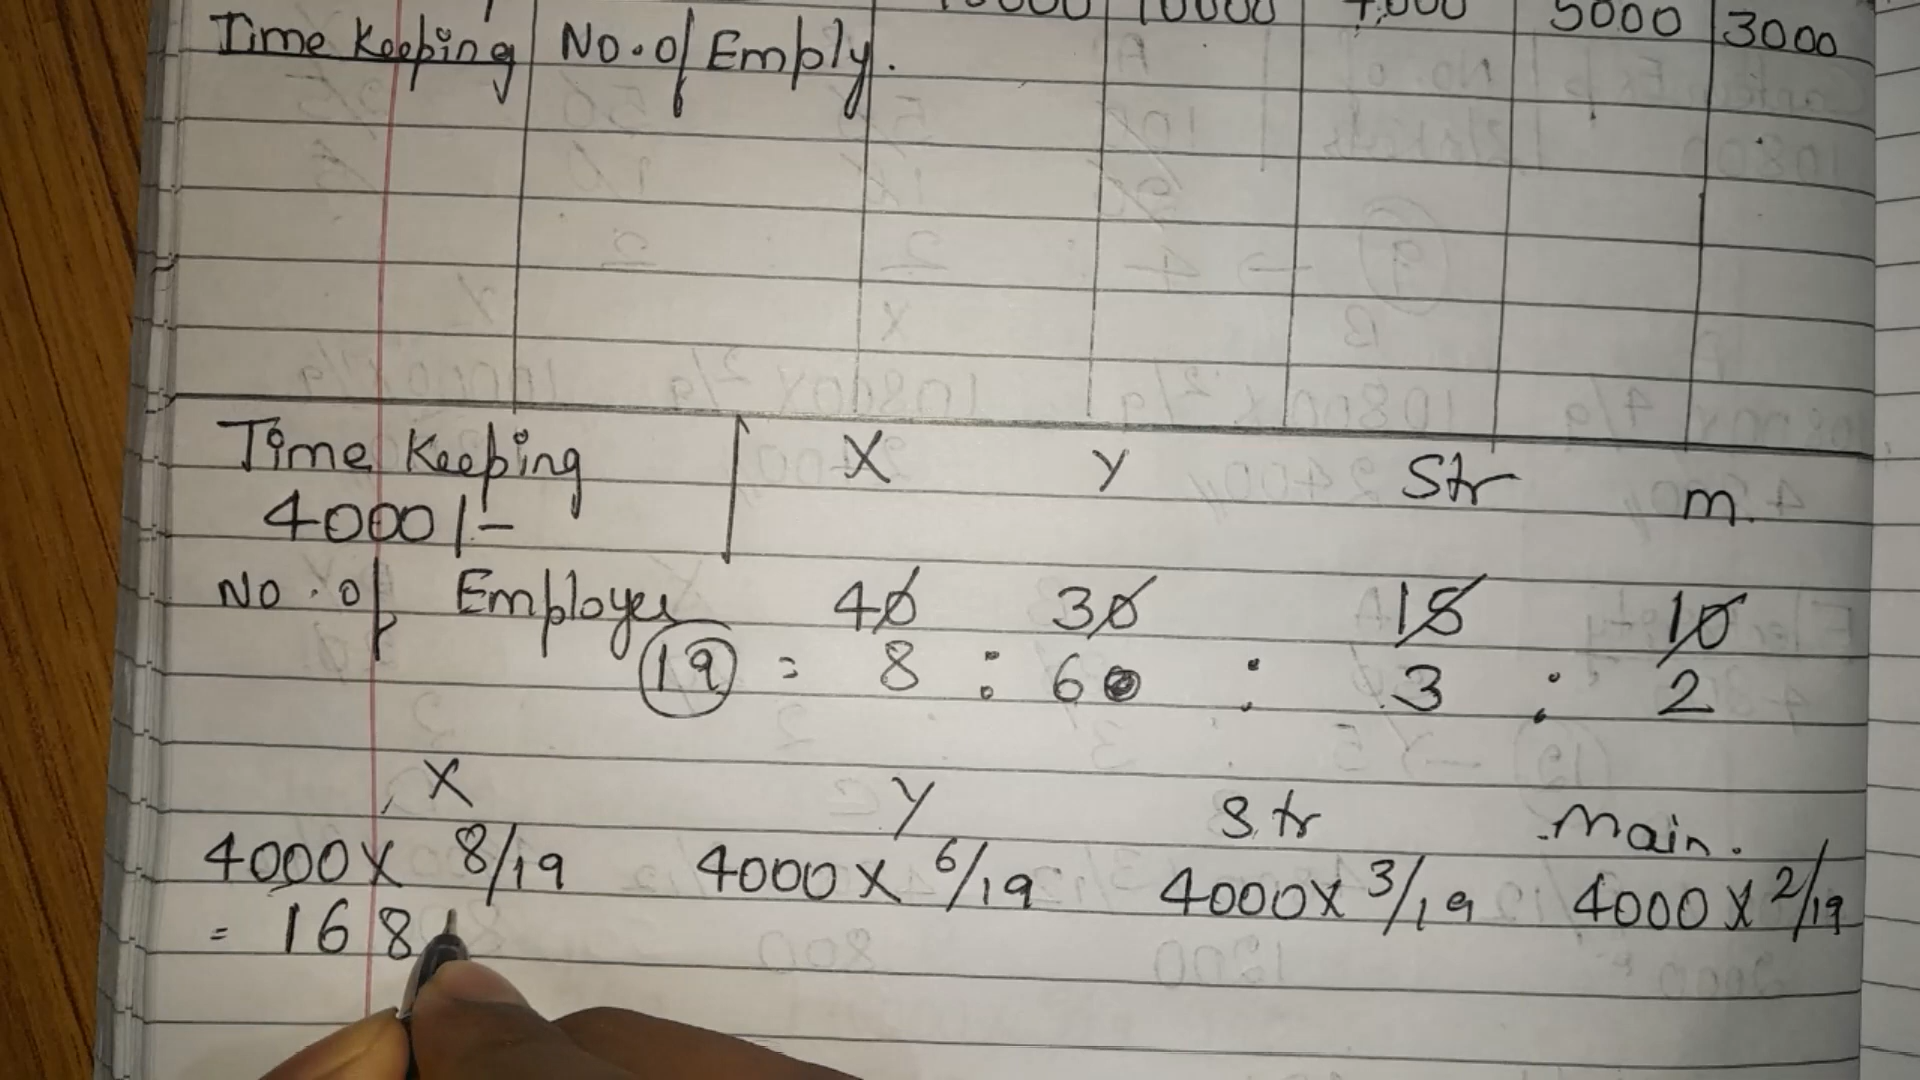 10000 10000 4,000 5000 3000
Time Keeping No. of Emply.
Time Keeping X Y Str m.
4000/-
No. of Employes 40 30 15 10
19 = 8 : 6 : 3 : 2
X Y Str Main.
4000 X 8/19 4000 X 6/19 4000 X 3/19 4000 X 2/19
= 168